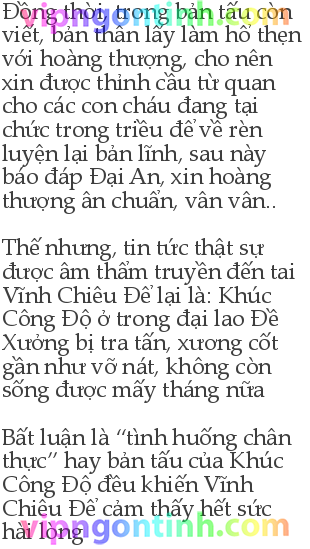 Đồng thời, trong bản tấu còn
viết, bản thân lấy làm hổ thẹn
với hoàng thượng, cho nên
xin được thỉnh cầu từ quan
cho các con cháu đang tại
chức trong triều để về rèn
luyện lại bản lĩnh, sau này
báo đáp Đại An, xin hoàng
thượng ân chuẩn, vân vân..
Thế nhưng, tin tức thật sự
được âm thầm truyền đến tai
Vĩnh Chiêu Đế lại là: Khúc
Công Độ ở trong đại lao Đề
Xưởng bị tra tấn, xương cốt
gần như vỡ nát, không còn
sống được mấy tháng nữa
Bất luận là “tình huống chân
thực” hay bản tấu của Khúc
Công Độ đều khiến Vĩnh
Chiêu Đế cảm thấy hết sức
hài lòng
vipngontinh.com
vipngontinh.com